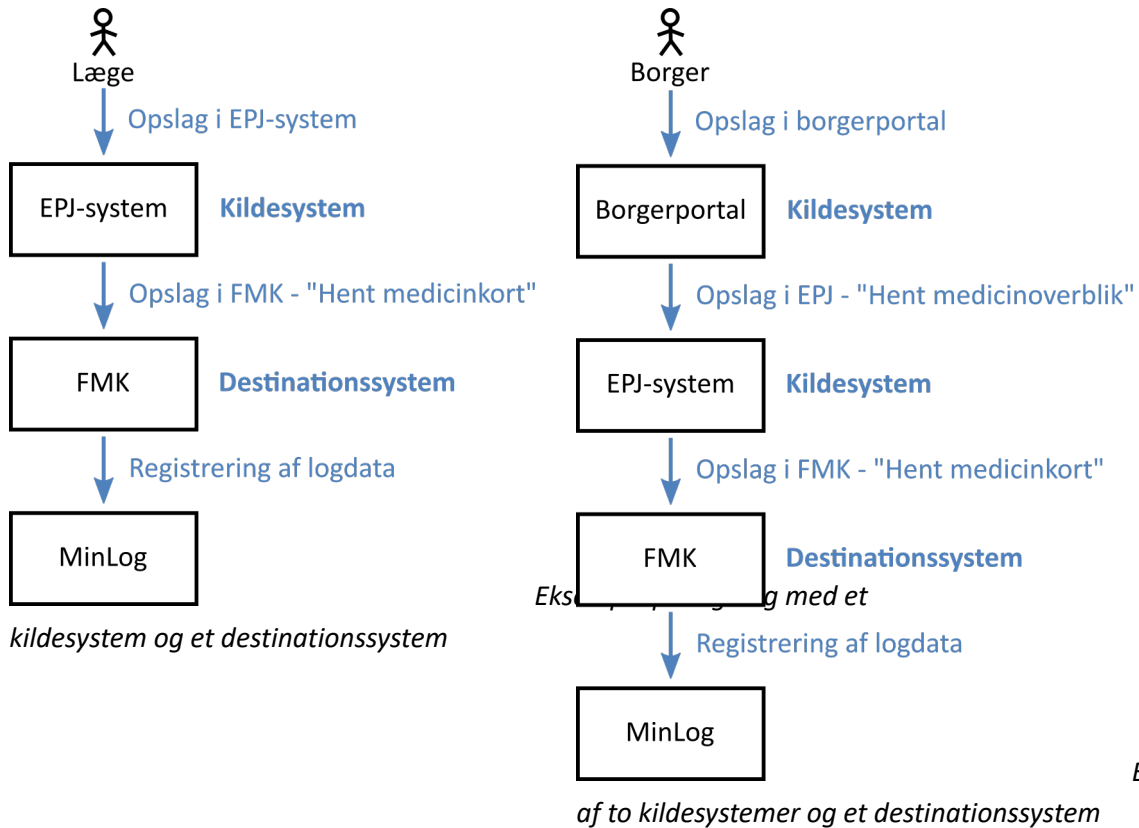 Læge
Opslag i EPJ-system
EPJ-system
Kildesystem
Opslag i FMK - "Hent medicinkort"
FMK
Destinationssystem
Registrering af logdata
MinLog
kildesystem og et destinationssystem
Borger
Opslag i borgerportal
Borgerportal
Kildesystem
Opslag i EPJ - "Hent medicinoverblik"
EPJ-system
Kildesystem
Opslag i FMK - "Hent medicinkort"
FMK
Destinationssystem
med et
Registrering af logdata
MinLog
af to kildesystemer og et destinationssystem